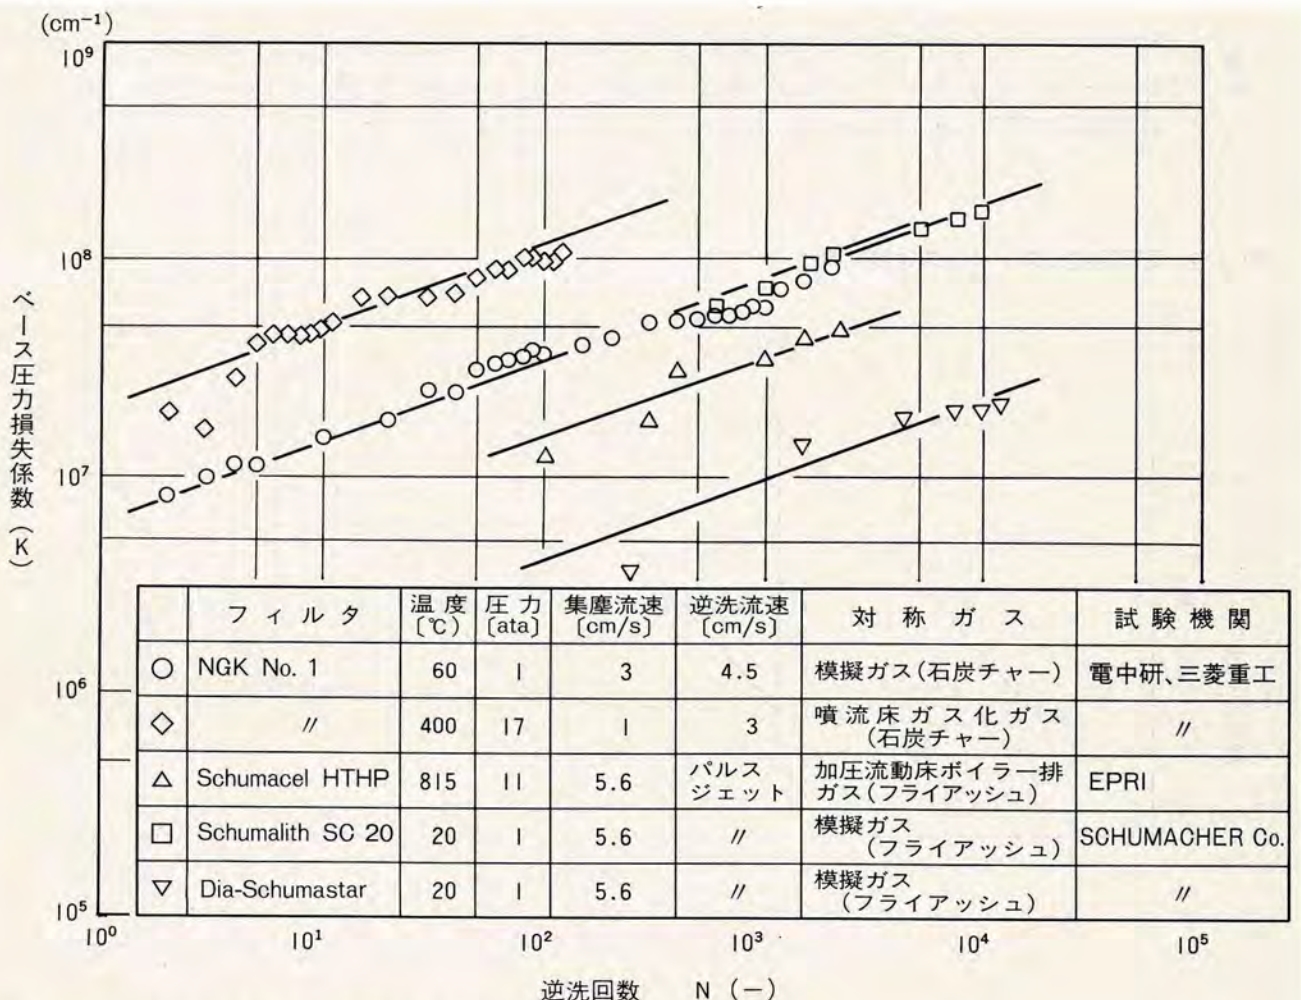 (cm⁻¹)
10⁹
10⁸
10⁷
10⁶
10⁵
ベース圧力損失係数(K)
フィルタ 温度〔℃〕 圧力〔ata〕 集塵流速〔cm/s〕 逆洗流速〔cm/s〕 対称ガス 試験機関
○ NGK No. 1 60 1 3 4.5 模擬ガス(石炭チャー) 電中研、三菱重工
◇ 〃 400 17 1 3 噴流床ガス化ガス(石炭チャー) 〃
△ Schumacel HTHP 815 11 5.6 パルスジェット 加圧流動床ボイラー排ガス(フライアッシュ) EPRI
□ Schumalith SC 20 20 1 5.6 〃 模擬ガス(フライアッシュ) SCHUMACHER Co.
▽ Dia-Schumastar 20 1 5.6 〃 模擬ガス(フライアッシュ) 〃
10⁰ 10¹ 10² 10³ 10⁴ 10⁵
逆洗回数 N (−)